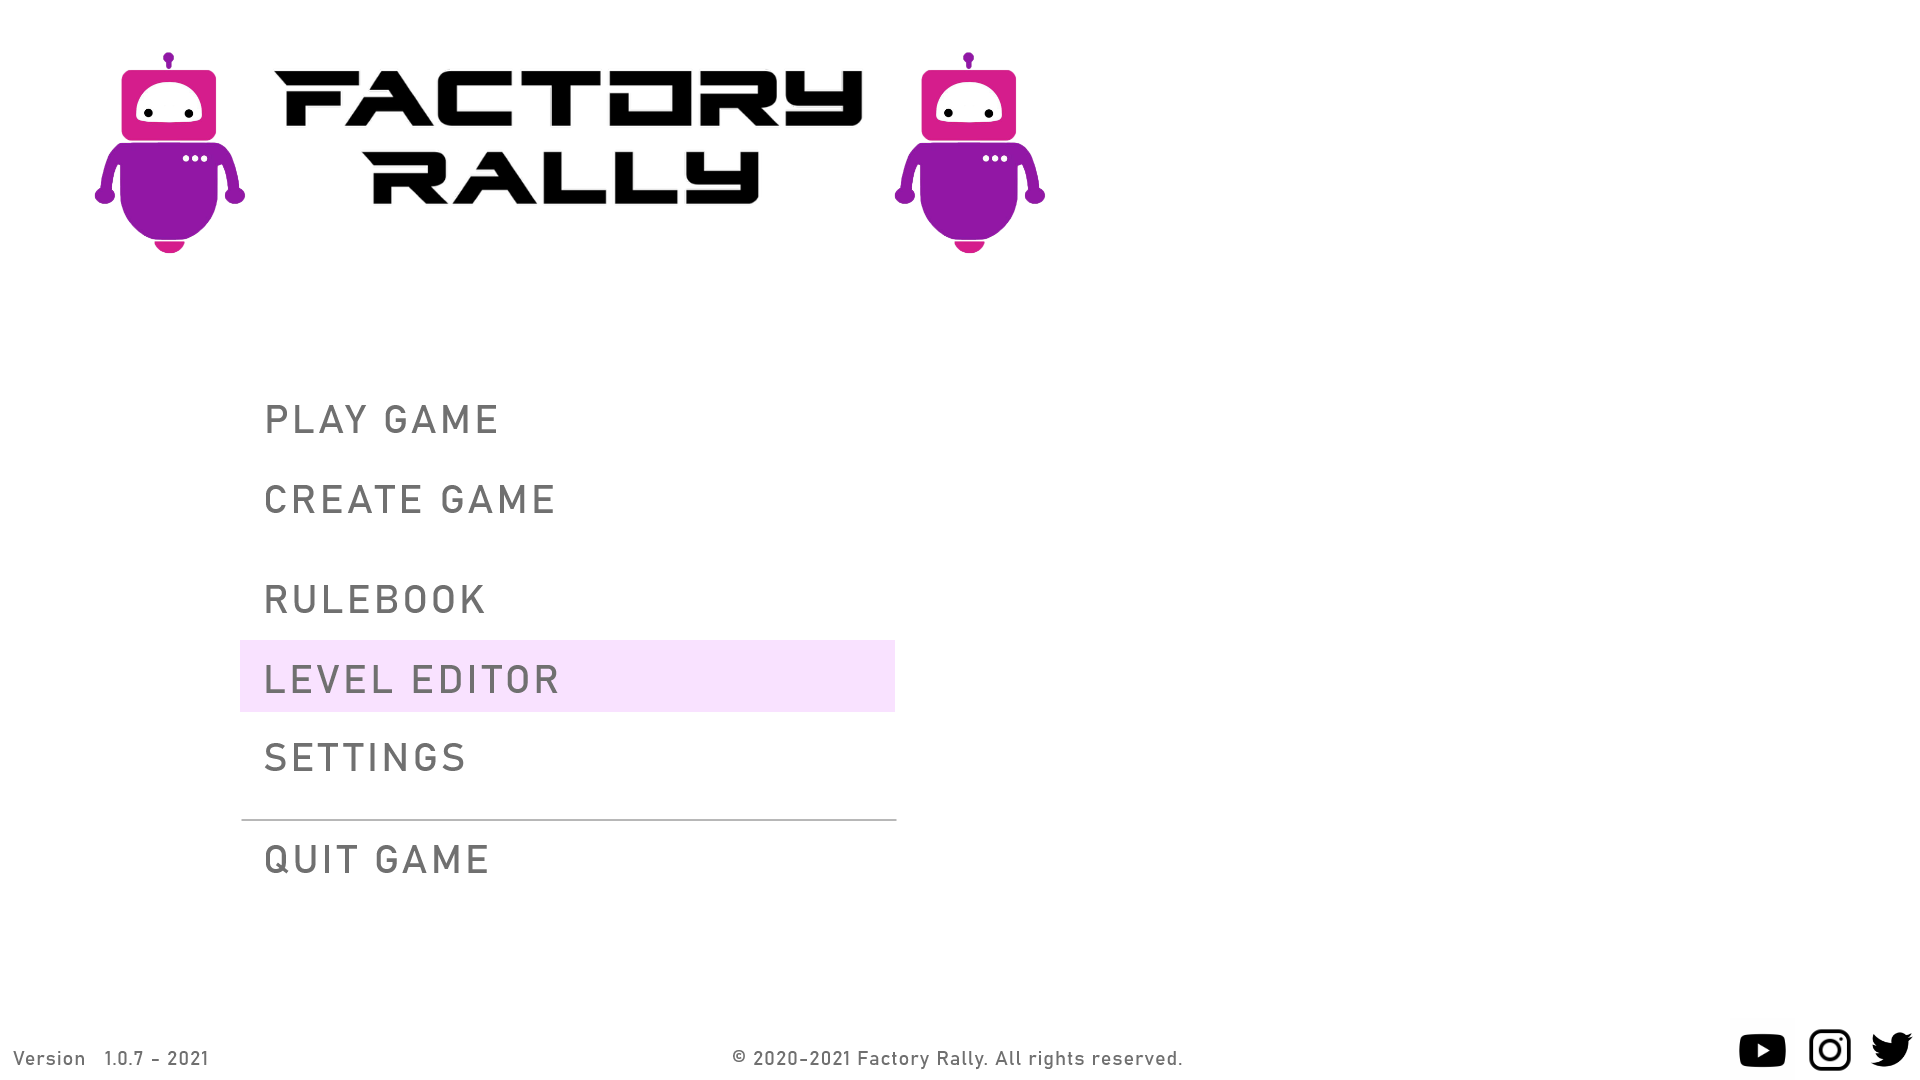 FACTORY
RALLY
PLAY GAME
CREATE GAME
RULEBOOK
LEVEL EDITOR
SETTINGS
QUIT GAME
Version 1.0.7 - 2021
© 2020-2021 Factory Rally. All rights reserved.